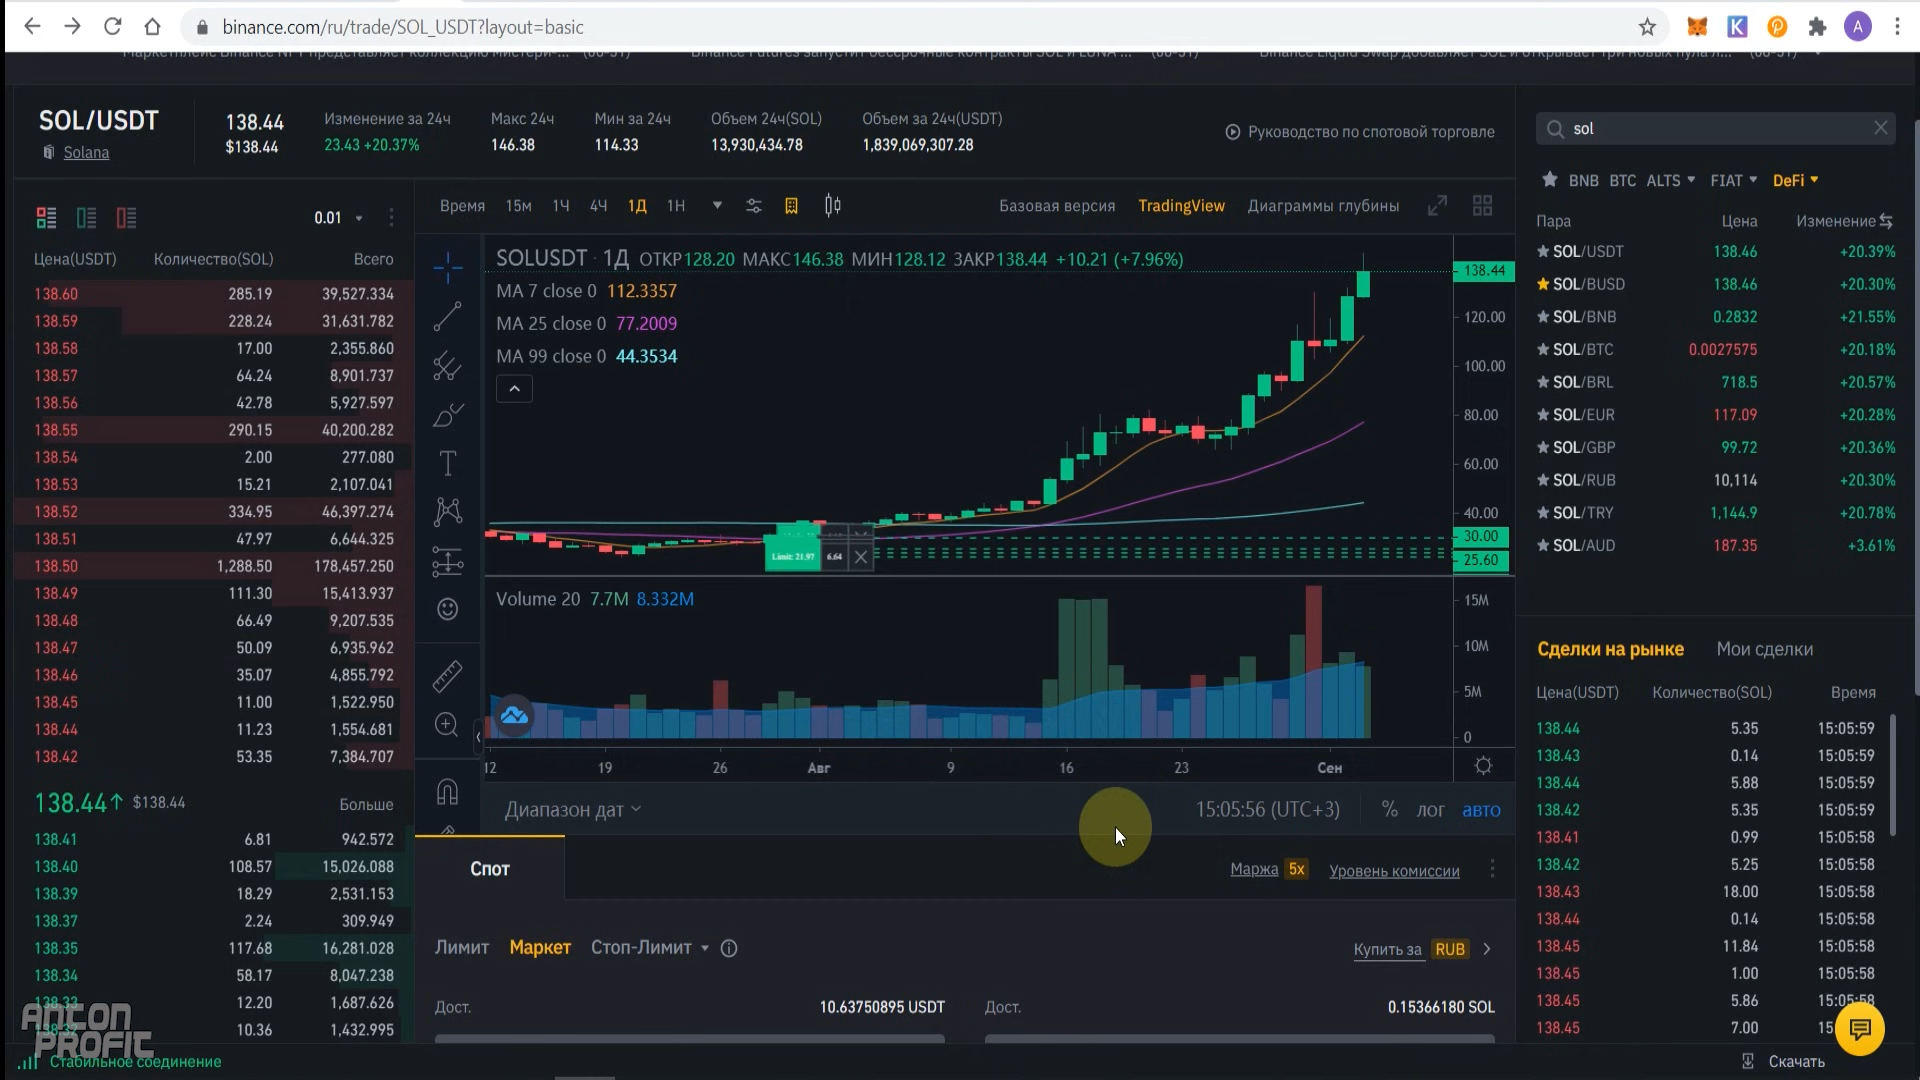 binance.com/ru/trade/SOL_USDT?layout=basic
A
SOL/USDT
Solana
138.44
$138.44
Изменение за 24ч
23.43 +20.37%
Макс 24ч
146.38
Мин за 24ч
114.33
Объем 24ч(SOL)
13,930,434.78
Объем за 24ч(USDT)
1,839,069,307.28
Руководство по спотовой торговле
0.01
Цена(USDT) Количество(SOL) Всего
138.60 285.19 39,527.334
138.59 228.24 31,631.782
138.58 17.00 2,355.860
138.57 64.24 8,901.737
138.56 42.78 5,927.597
138.55 290.15 40,200.282
138.54 2.00 277.080
138.53 15.21 2,107.041
138.52 334.95 46,397.274
138.51 47.97 6,644.325
138.50 1,288.50 178,457.250
138.49 111.30 15,413.937
138.48 66.49 9,207.535
138.47 50.09 6,935.962
138.46 35.07 4,855.792
138.45 11.00 1,522.950
138.44 11.23 1,554.681
138.42 53.35 7,384.707
138.44↑ $138.44 Больше
138.41 6.81 942.572
138.40 108.57 15,026.088
138.39 18.29 2,531.153
138.37 2.24 309.949
138.35 117.68 16,281.028
138.34 58.17 8,047.238
138.33 12.20 1,687.626
10.36 1,432.995
ANTON
PROFIT
Стабильное соединение
Время 15м 1Ч 4Ч 1Д 1Н
Базовая версия TradingView Диаграммы глубины
SOLUSDT · 1Д ОТКР128.20 МАКС146.38 МИН128.12 ЗАКР138.44 +10.21 (+7.96%)
MA 7 close 0 112.3357
MA 25 close 0 77.2009
MA 99 close 0 44.3534
Limit: 21.97 6.64
138.44
120.00
100.00
80.00
60.00
40.00
30.00
25.60
Volume 20 7.7M 8.332M
15M
10M
5M
0
12 19 26 Авг 9 16 23 Сен
Диапазон дат
15:05:56 (UTC+3) % лог авто
Спот
Маржа 5x Уровень комиссии
Лимит Маркет Стоп-Лимит
Купить за RUB
Дост. 10.63750895 USDT
Дост. 0.15366180 SOL
sol
BNB BTC ALTS FIAT DeFi
Пара Цена Изменение
SOL/USDT 138.46 +20.39%
SOL/BUSD 138.46 +20.30%
SOL/BNB 0.2832 +21.55%
SOL/BTC 0.0027575 +20.18%
SOL/BRL 718.5 +20.57%
SOL/EUR 117.09 +20.28%
SOL/GBP 99.72 +20.36%
SOL/RUB 10,114 +20.30%
SOL/TRY 1,144.9 +20.78%
SOL/AUD 187.35 +3.61%
Сделки на рынке Мои сделки
Цена(USDT) Количество(SOL) Время
138.44 5.35 15:05:59
138.43 0.14 15:05:59
138.44 5.88 15:05:59
138.42 5.35 15:05:59
138.41 0.99 15:05:58
138.42 5.25 15:05:58
138.43 18.00 15:05:58
138.44 0.14 15:05:58
138.45 11.84 15:05:58
138.45 1.00 15:05:58
138.45 5.86 15:05:58
138.45 7.00
Скачать